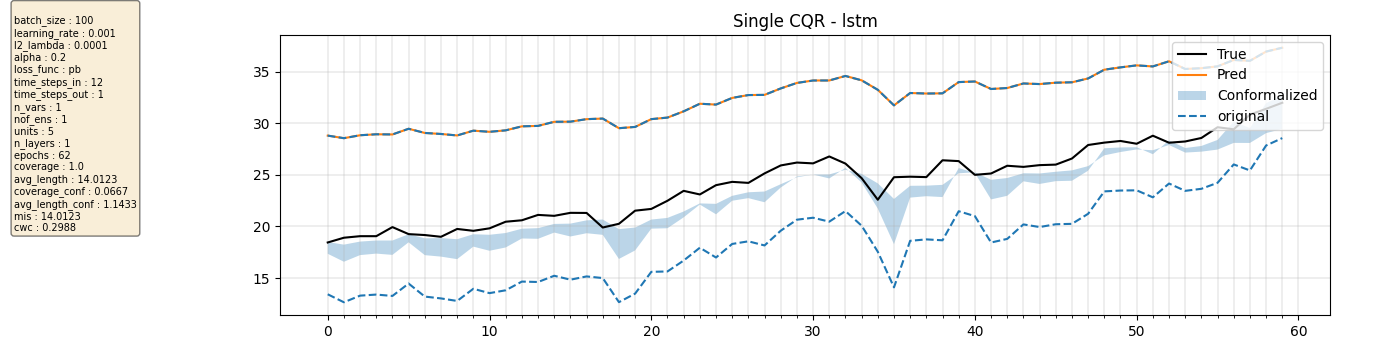 batch_size : 100
learning_rate : 0.001
l2_lambda : 0.0001
alpha : 0.2
loss_func : pb
time_steps_in : 12
time_steps_out : 1
n_vars : 1
nof_ens : 1
units : 5
n_layers : 1
epochs : 62
coverage : 1.0
avg_length : 14.0123
coverage_conf : 0.0667
avg_length_conf : 1.1433
mis : 14.0123
cwc : 0.2988
Single CQR - lstm
True
Pred
Conformalized
original
35
30
25
20
15
0 10 20 30 40 50 60